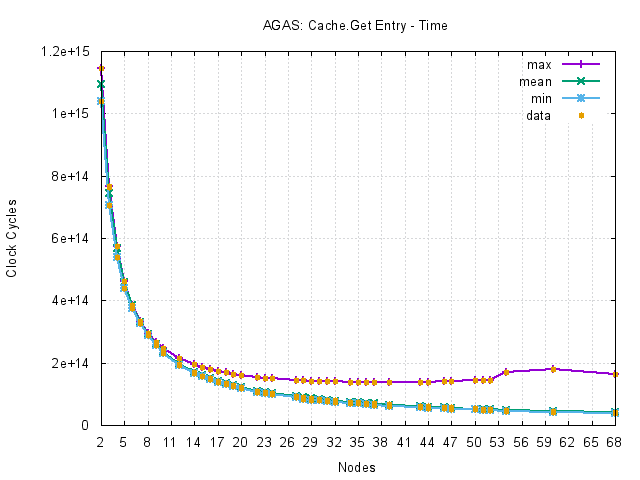 AGAS: Cache.Get Entry - Time
1.2e+15
1e+15
8e+14
6e+14
4e+14
2e+14
0
Clock Cycles
max
mean
min
data
2 5 8 11 14 17 20 23 26 29 32 35 38 41 44 47 50 53 56 59 62 65 68
Nodes